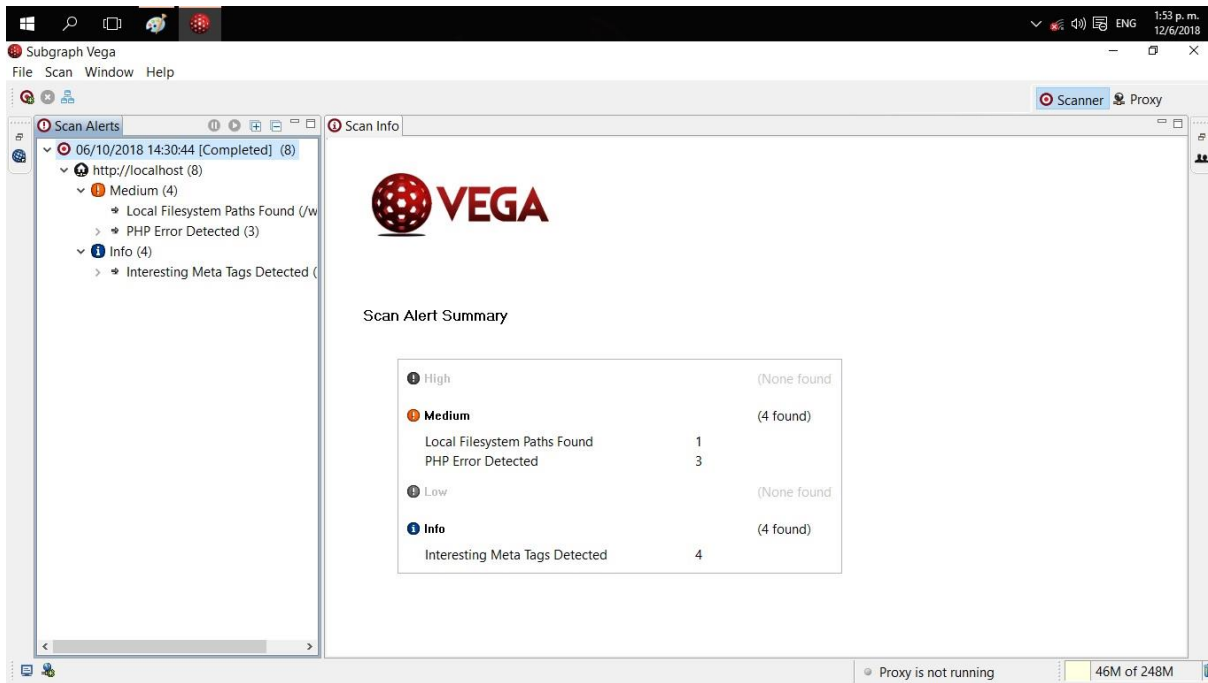 ENG
1:53 p. m.
12/6/2018
Subgraph Vega
File Scan Window Help
Scanner Proxy
Scan Alerts
06/10/2018 14:30:44 [Completed] (8)
http://localhost (8)
Medium (4)
Local Filesystem Paths Found (/w
PHP Error Detected (3)
Info (4)
Interesting Meta Tags Detected (
Scan Info
VEGA
Scan Alert Summary
High (None found
Medium (4 found)
Local Filesystem Paths Found 1
PHP Error Detected 3
Low (None found
Info (4 found)
Interesting Meta Tags Detected 4
Proxy is not running
46M of 248M